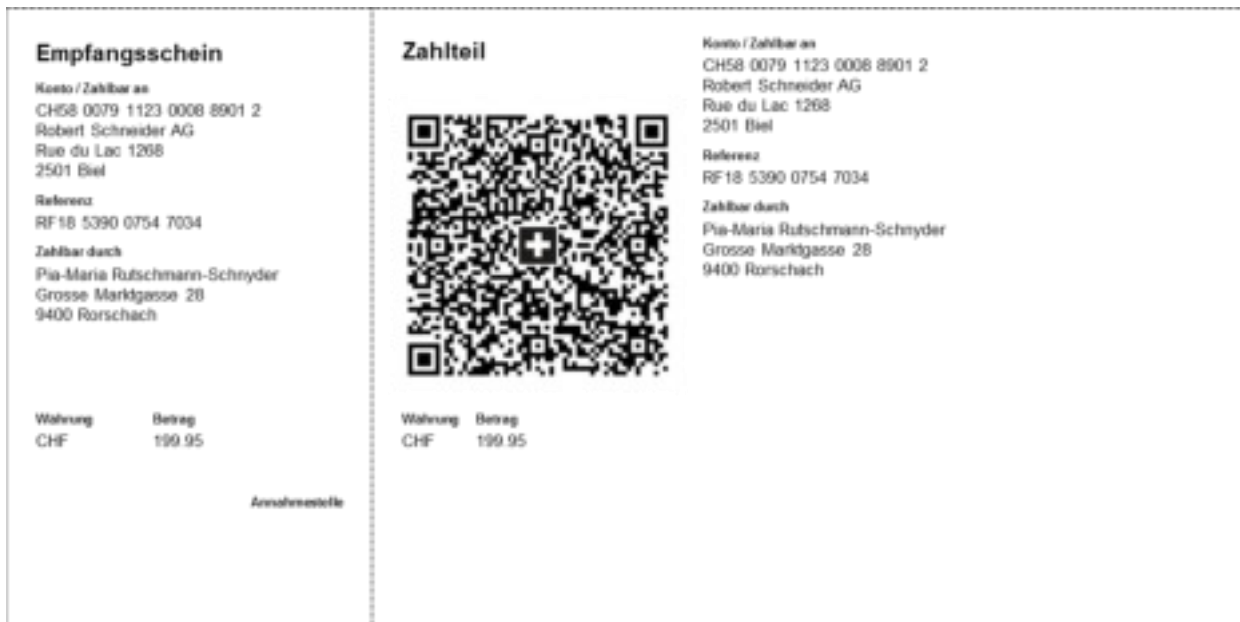 Empfangsschein
Konto / Zahlbar an
CH58 0079 1123 0008 8901 2
Robert Schneider AG
Rue du Lac 1268
2501 Biel
Referenz
RF18 5390 0754 7034
Zahlbar durch
Pia-Maria Rutschmann-Schnyder
Grosse Marktgasse 28
9400 Rorschach
Währung Betrag
CHF 199.95
Annahmestelle
Zahlteil
Währung Betrag
CHF 199.95
Konto / Zahlbar an
CH58 0079 1123 0008 8901 2
Robert Schneider AG
Rue du Lac 1268
2501 Biel
Referenz
RF18 5390 0754 7034
Zahlbar durch
Pia-Maria Rutschmann-Schnyder
Grosse Marktgasse 28
9400 Rorschach